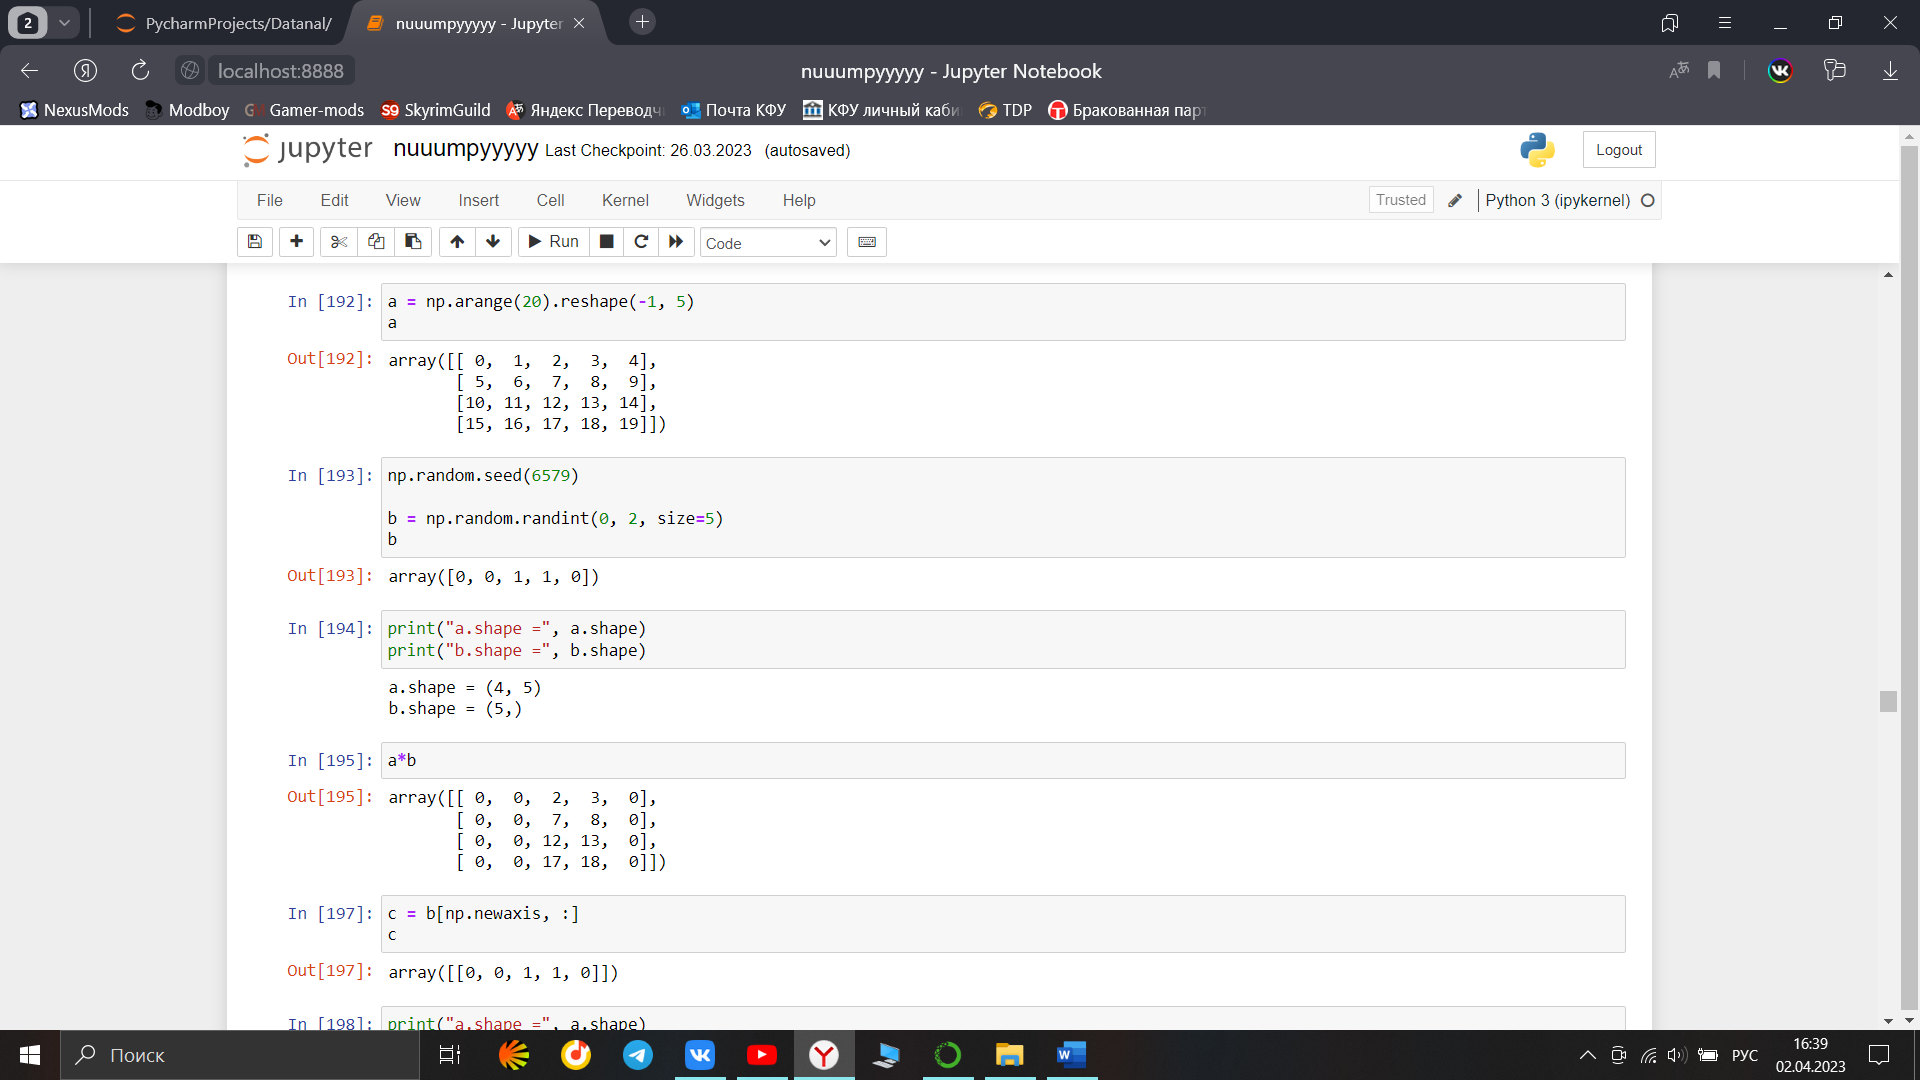 2
PycharmProjects/Datanal/
nuuumpyyyyy - Jupyter
localhost:8888
nuuumpyyyyy - Jupyter Notebook
NexusMods
Modboy
Gamer-mods
SkyrimGuild
Яндекс Переводч
Почта КФУ
КФУ личный каби
TDP
Бракованная пар
jupyter nuuumpyyyyy Last Checkpoint: 26.03.2023 (autosaved)
Logout
File Edit View Insert Cell Kernel Widgets Help
Trusted
Python 3 (ipykernel)
Run
Code
In [192]: a = np.arange(20).reshape(-1, 5)
a
Out[192]: array([[ 0, 1, 2, 3, 4],
[ 5, 6, 7, 8, 9],
[10, 11, 12, 13, 14],
[15, 16, 17, 18, 19]])
In [193]: np.random.seed(6579)
b = np.random.randint(0, 2, size=5)
b
Out[193]: array([0, 0, 1, 1, 0])
In [194]: print("a.shape =", a.shape)
print("b.shape =", b.shape)
a.shape = (4, 5)
b.shape = (5,)
In [195]: a*b
Out[195]: array([[ 0, 0, 2, 3, 0],
[ 0, 0, 7, 8, 0],
[ 0, 0, 12, 13, 0],
[ 0, 0, 17, 18, 0]])
In [197]: c = b[np.newaxis, :]
c
Out[197]: array([[0, 0, 1, 1, 0]])
In [198]: print("a.shape =", a.shape)
Поиск
РУС
16:39
02.04.2023